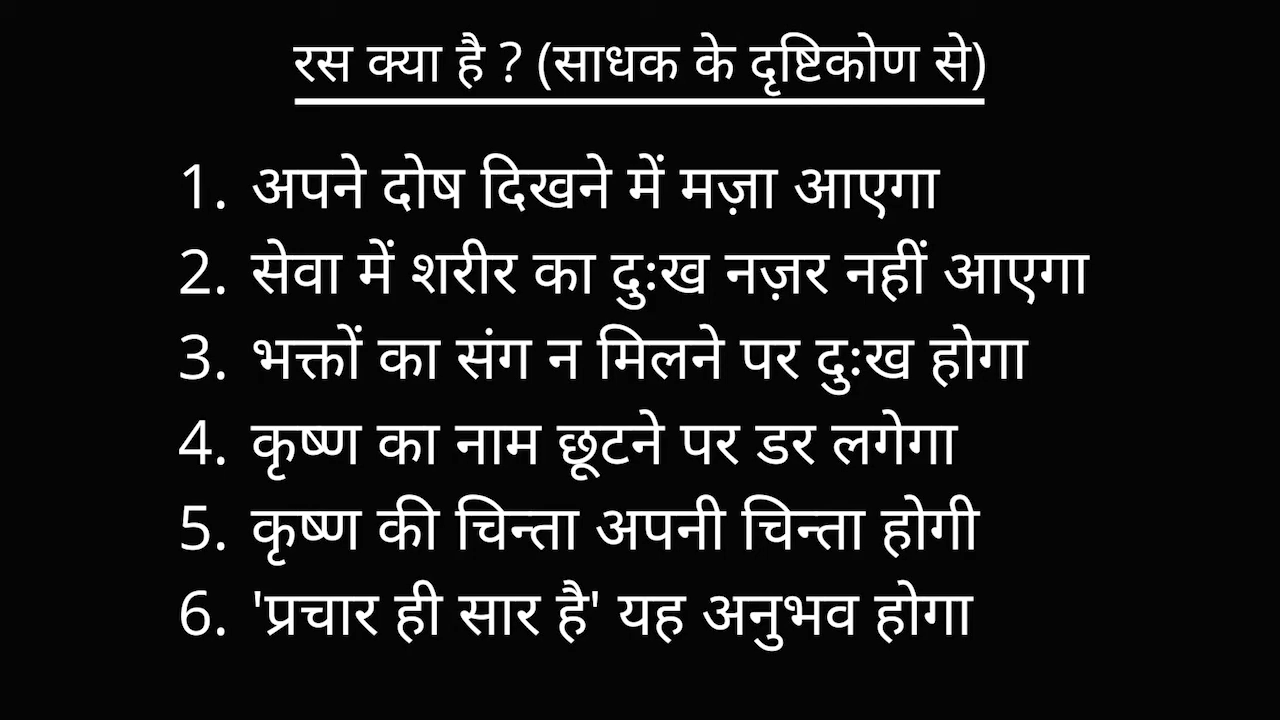 रस क्या है ? (साधक के दृष्टिकोण से)
1. अपने दोष दिखने में मज़ा आएगा
2. सेवा में शरीर का दुःख नज़र नहीं आएगा
3. भक्तों का संग न मिलने पर दुःख होगा
4. कृष्ण का नाम छूटने पर डर लगेगा
5. कृष्ण की चिन्ता अपनी चिन्ता होगी
6. 'प्रचार ही सार है' यह अनुभव होगा